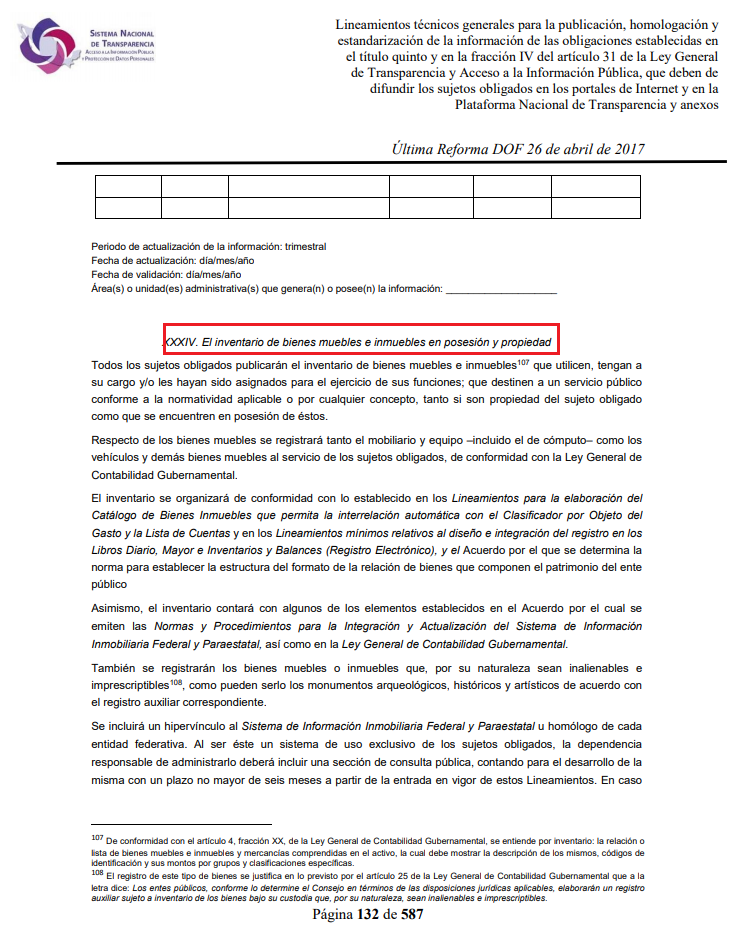 SISTEMA NACIONAL
DE TRANSPARENCIA
ACCESO A LA INFORMACIÓN PÚBLICA
Y PROTECCIÓN DE DATOS PERSONALES
Lineamientos técnicos generales para la publicación, homologación y
estandarización de la información de las obligaciones establecidas en
el título quinto y en la fracción IV del artículo 31 de la Ley General
de Transparencia y Acceso a la Información Pública, que deben de
difundir los sujetos obligados en los portales de Internet y en la
Plataforma Nacional de Transparencia y anexos
Última Reforma DOF 26 de abril de 2017
Periodo de actualización de la información: trimestral
Fecha de actualización: día/mes/año
Fecha de validación: día/mes/año
Área(s) o unidad(es) administrativa(s) que genera(n) o posee(n) la información: ____________________
XXXIV. El inventario de bienes muebles e inmuebles en posesión y propiedad
Todos los sujetos obligados publicarán el inventario de bienes muebles e inmuebles107 que utilicen, tengan a
su cargo y/o les hayan sido asignados para el ejercicio de sus funciones; que destinen a un servicio público
conforme a la normatividad aplicable o por cualquier concepto, tanto si son propiedad del sujeto obligado
como que se encuentren en posesión de éstos.
Respecto de los bienes muebles se registrará tanto el mobiliario y equipo –incluido el de cómputo– como los
vehículos y demás bienes muebles al servicio de los sujetos obligados, de conformidad con la Ley General de
Contabilidad Gubernamental.
El inventario se organizará de conformidad con lo establecido en los Lineamientos para la elaboración del
Catálogo de Bienes Inmuebles que permita la interrelación automática con el Clasificador por Objeto del
Gasto y la Lista de Cuentas y en los Lineamientos mínimos relativos al diseño e integración del registro en los
Libros Diario, Mayor e Inventarios y Balances (Registro Electrónico), y el Acuerdo por el que se determina la
norma para establecer la estructura del formato de la relación de bienes que componen el patrimonio del ente
público
Asimismo, el inventario contará con algunos de los elementos establecidos en el Acuerdo por el cual se
emiten las Normas y Procedimientos para la Integración y Actualización del Sistema de Información
Inmobiliaria Federal y Paraestatal, así como en la Ley General de Contabilidad Gubernamental.
También se registrarán los bienes muebles o inmuebles que, por su naturaleza sean inalienables e
imprescriptibles108, como pueden serlo los monumentos arqueológicos, históricos y artísticos de acuerdo con
el registro auxiliar correspondiente.
Se incluirá un hipervínculo al Sistema de Información Inmobiliaria Federal y Paraestatal u homólogo de cada
entidad federativa. Al ser éste un sistema de uso exclusivo de los sujetos obligados, la dependencia
responsable de administrarlo deberá incluir una sección de consulta pública, contando para el desarrollo de la
misma con un plazo no mayor de seis meses a partir de la entrada en vigor de estos Lineamientos. En caso
107 De conformidad con el artículo 4, fracción XX, de la Ley General de Contabilidad Gubernamental, se entiende por inventario: la relación o
lista de bienes muebles e inmuebles y mercancías comprendidas en el activo, la cual debe mostrar la descripción de los mismos, códigos de
identificación y sus montos por grupos y clasificaciones específicas.
108 El registro de este tipo de bienes se justifica en lo previsto por el artículo 25 de la Ley General de Contabilidad Gubernamental que a la
letra dice: Los entes públicos, conforme lo determine el Consejo en términos de las disposiciones jurídicas aplicables, elaborarán un registro
auxiliar sujeto a inventario de los bienes bajo su custodia que, por su naturaleza, sean inalienables e imprescriptibles.
Página 132 de 587